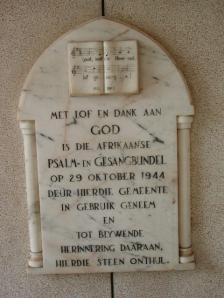 MET LOF EN DANK AAN
GOD
IS DIE AFRIKAANSE
PSALM- EN GESANGBUNDEL
OP 29 OKTOBER 1944
DEUR HIERDIE GEMEENTE
IN GEBRUIK GENEEM
EN
TOT BLYWENDE
HERINNERING DAARAAN,
HIERDIE STEEN ONTHUL.